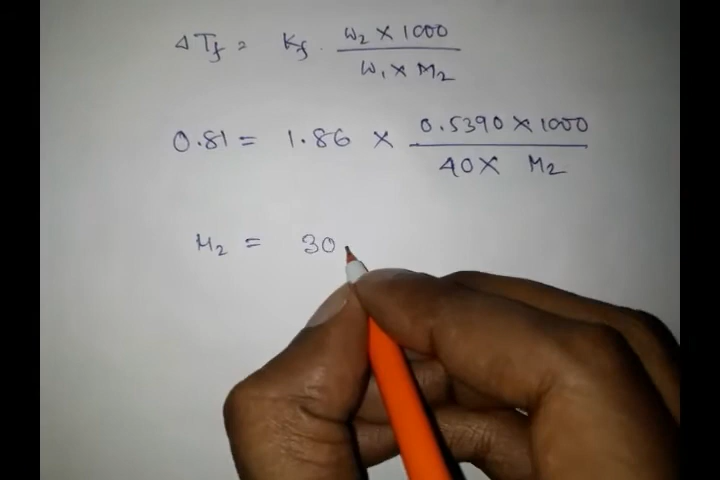 ΔTf = Kf . W2 × 1000 / W1 × M2
0.81 = 1.86 × 0.5390 × 1000 / 40 × M2
M2 = 30